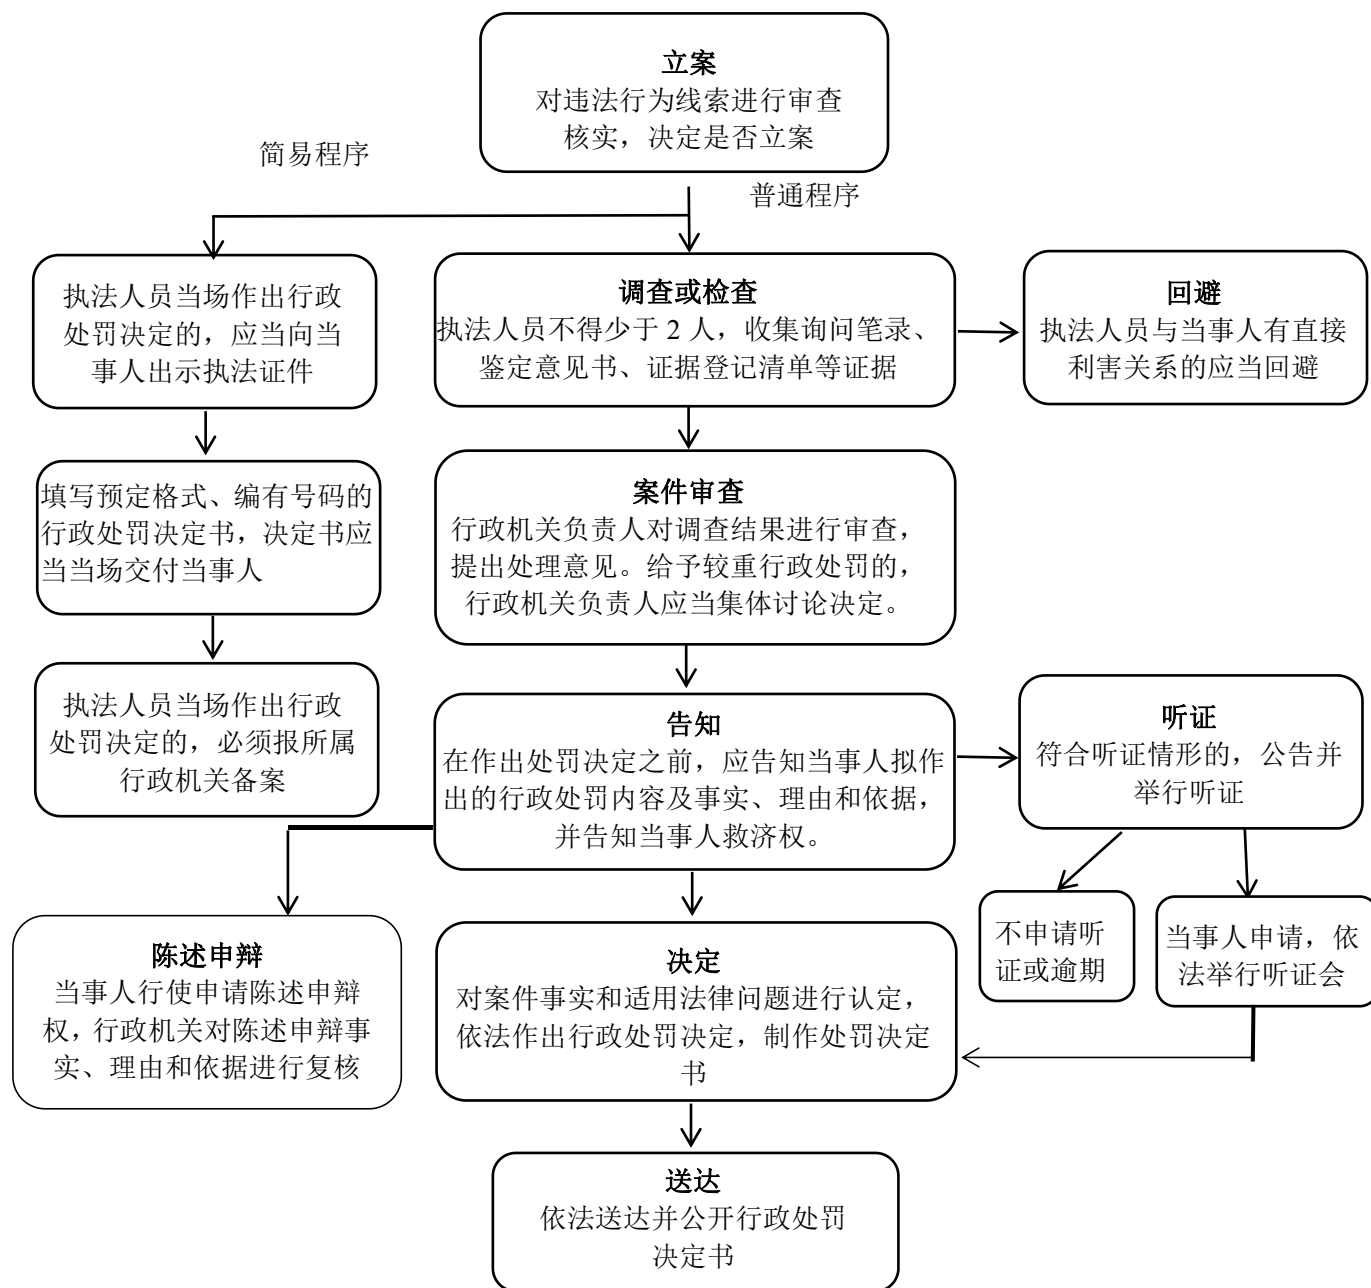 立案
对违法行为线索进行审查
核实，决定是否立案
简易程序
普通程序
执法人员当场作出行政
处罚决定的，应当向当
事人出示执法证件
调查或检查
执法人员不得少于 2 人，收集询问笔录、
鉴定意见书、证据登记清单等证据
回避
执法人员与当事人有直接
利害关系的应当回避
填写预定格式、编有号码的
行政处罚决定书，决定书应
当当场交付当事人
案件审查
行政机关负责人对调查结果进行审查，
提出处理意见。给予较重行政处罚的，
行政机关负责人应当集体讨论决定。
执法人员当场作出行政
处罚决定的，必须报所属
行政机关备案
告知
在作出处罚决定之前，应告知当事人拟作
出的行政处罚内容及事实、理由和依据，
并告知当事人救济权。
听证
符合听证情形的，公告并
举行听证
不申请听
证或逾期
当事人申请，依
法举行听证会
陈述申辩
当事人行使申请陈述申辩
权，行政机关对陈述申辩事
实、理由和依据进行复核
决定
对案件事实和适用法律问题进行认定，
依法作出行政处罚决定，制作处罚决定
书
送达
依法送达并公开行政处罚
决定书